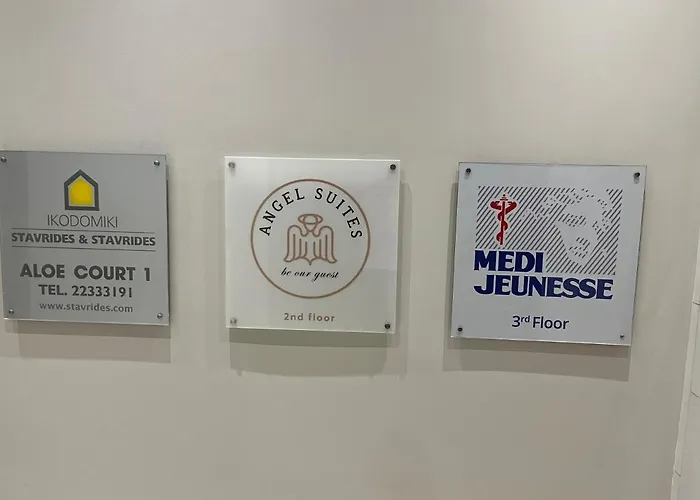 IKODOMIKI
STAVRIDES & STAVRIDES
ALOE COURT 1
TEL. 22333191
www.stavrides.com
ANGEL SUITES
be our guest
2nd floor
MEDI
JEUNESSE
3rd Floor